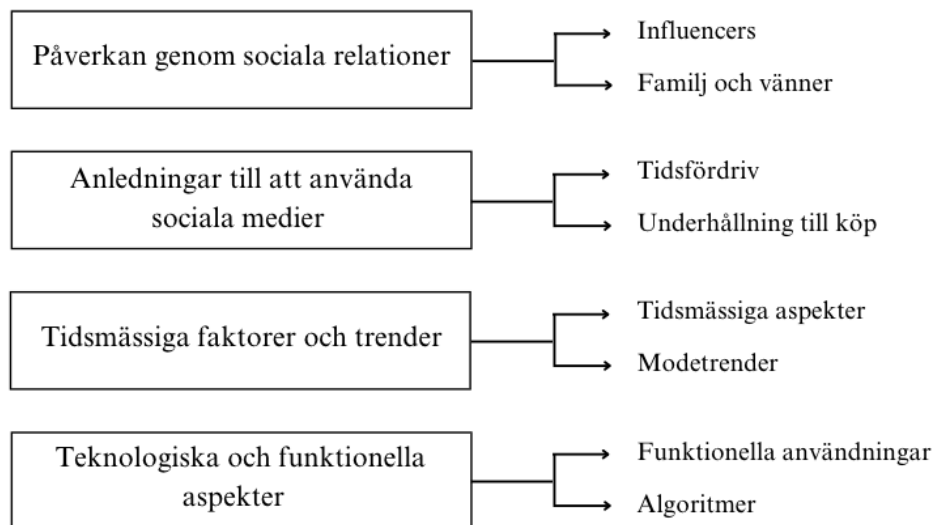 Påverkan genom sociala relationer
Influencers
Familj och vänner
Anledningar till att använda
sociala medier
Tidsfördriv
Underhållning till köp
Tidsmässiga faktorer och trender
Tidsmässiga aspekter
Modetrender
Teknologiska och funktionella
aspekter
Funktionella användningar
Algoritmer